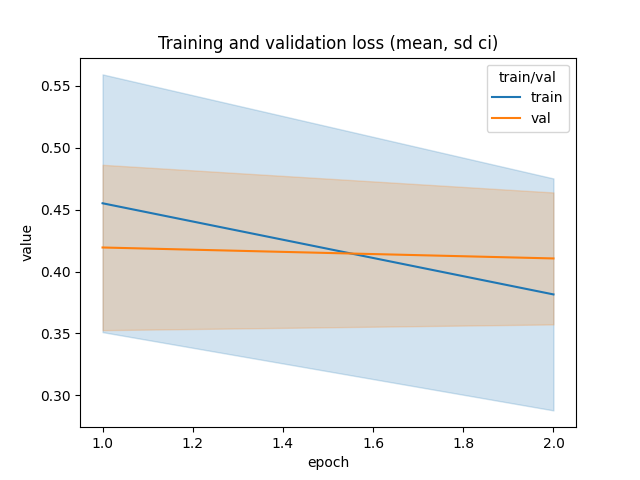 Training and validation loss (mean, sd ci)
train/val
train
val
value
0.55
0.50
0.45
0.40
0.35
0.30
1.0 1.2 1.4 1.6 1.8 2.0
epoch